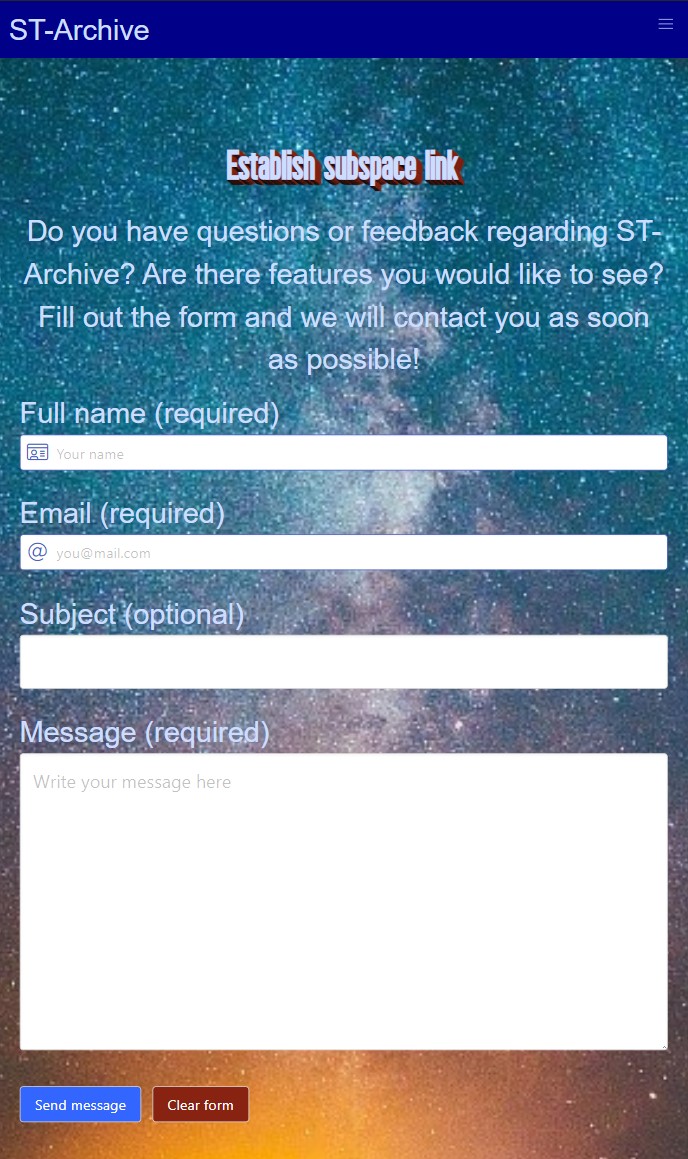 ST-Archive
Establish subspace link
Do you have questions or feedback regarding ST-
Archive? Are there features you would like to see?
Fill out the form and we will contact you as soon
as possible!
Full name (required)
Your name
Email (required)
@ you@mail.com
Subject (optional)
Message (required)
Write your message here
Send message Clear form